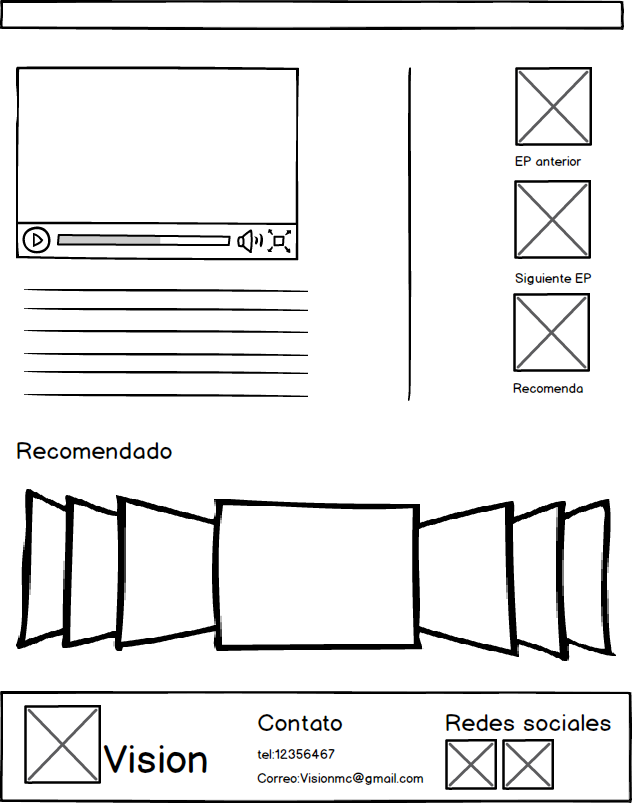 EP anterior
Siguiente EP
Recomenda
Recomendado
Vision
Contato
tel:12356467
Correo:Visionmc@gmail.com
Redes sociales